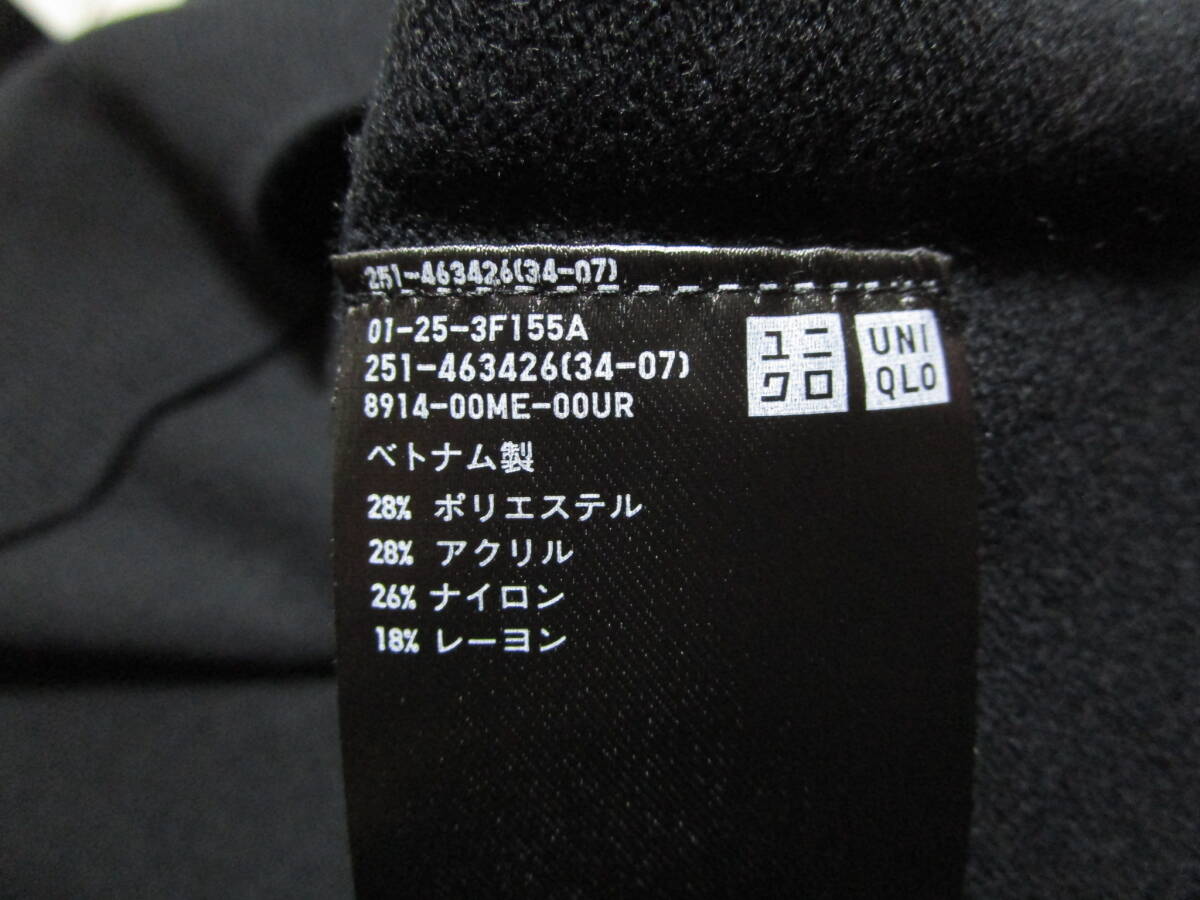 251-463426(34-07)
01-25-3F155A
251-463426(34-07)
8914-00ME-00UR
ベトナム製
28% ポリエステル
28% アクリル
26% ナイロン
18% レーヨン
ユニ
クロ
UNI
QLO